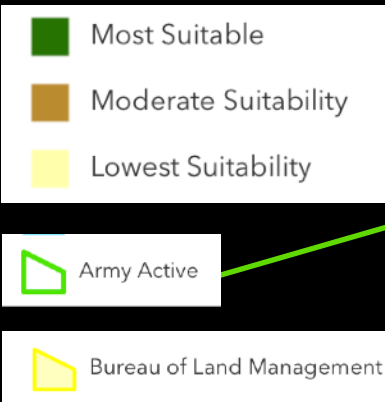 Most Suitable
Moderate Suitability
Lowest Suitability
Army Active
Bureau of Land Management